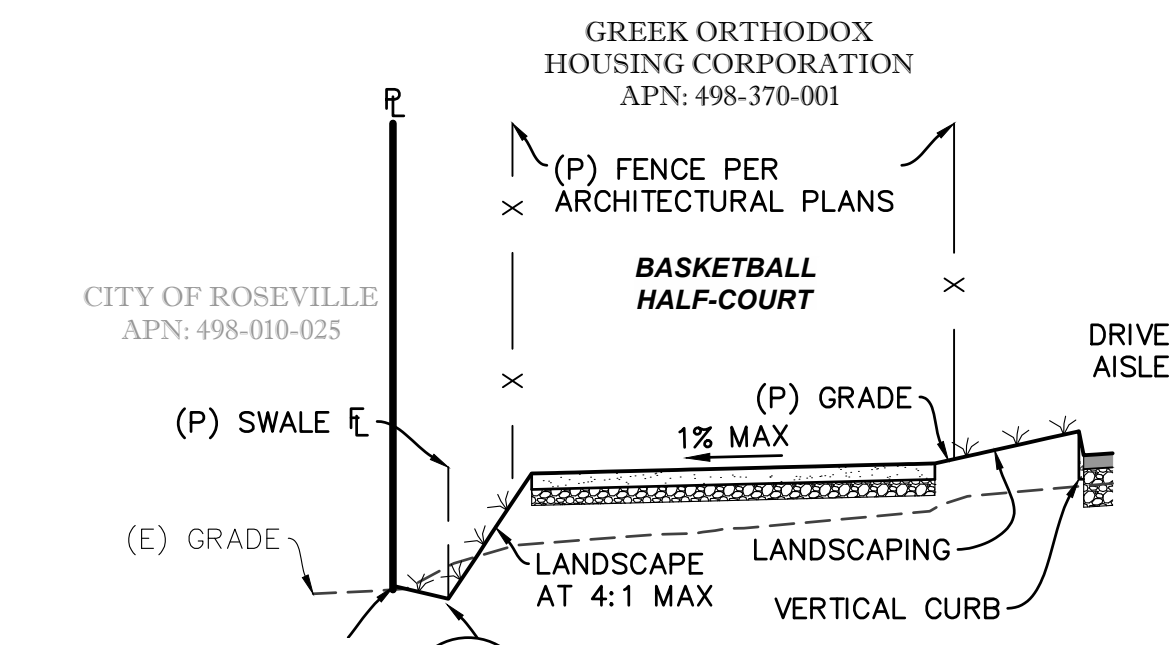 GREEK ORTHODOX
HOUSING CORPORATION
APN: 498-370-001
PL
(P) FENCE PER
ARCHITECTURAL PLANS
BASKETBALL
HALF-COURT
CITY OF ROSEVILLE
APN: 498-010-025
DRIVE
AISLE
(P) GRADE
(P) SWALE FL
1% MAX
(E) GRADE
LANDSCAPE
AT 4:1 MAX
LANDSCAPING
VERTICAL CURB